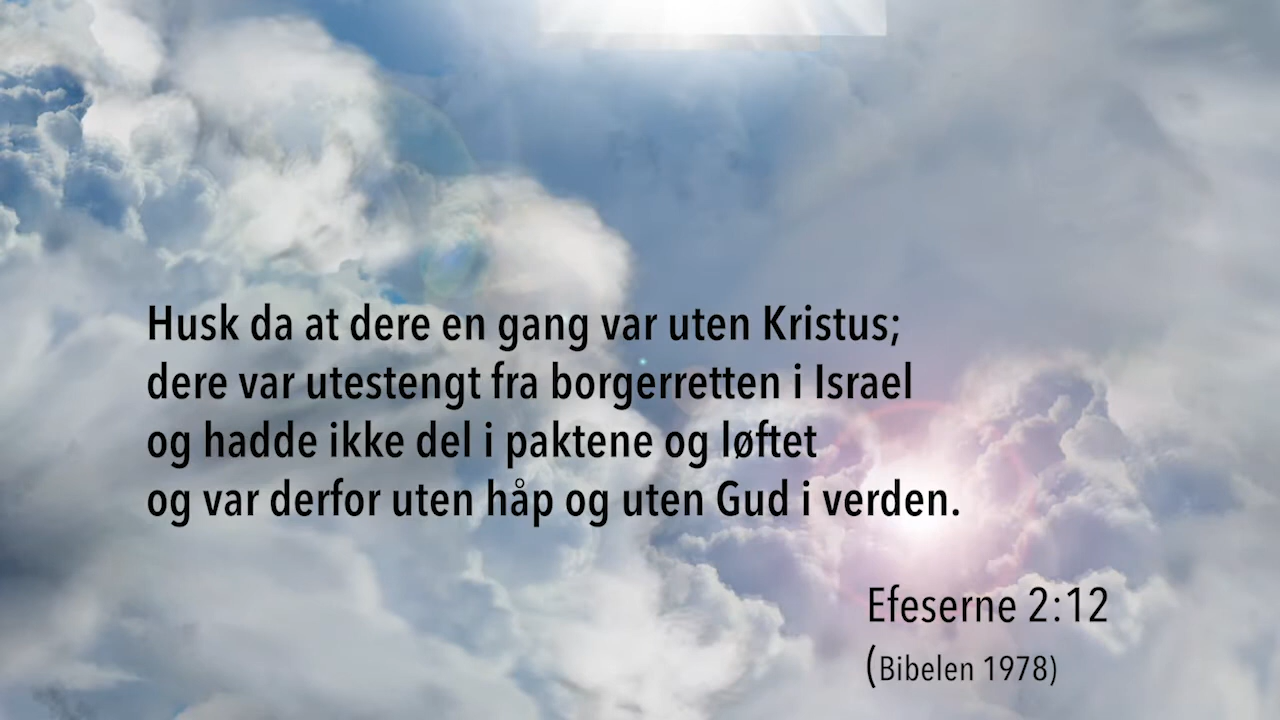 Husk da at dere en gang var uten Kristus;
dere var utestengt fra borgerretten i Israel
og hadde ikke del i paktene og løftet
og var derfor uten håp og uten Gud i verden.
Efeserne 2:12
(Bibelen 1978)